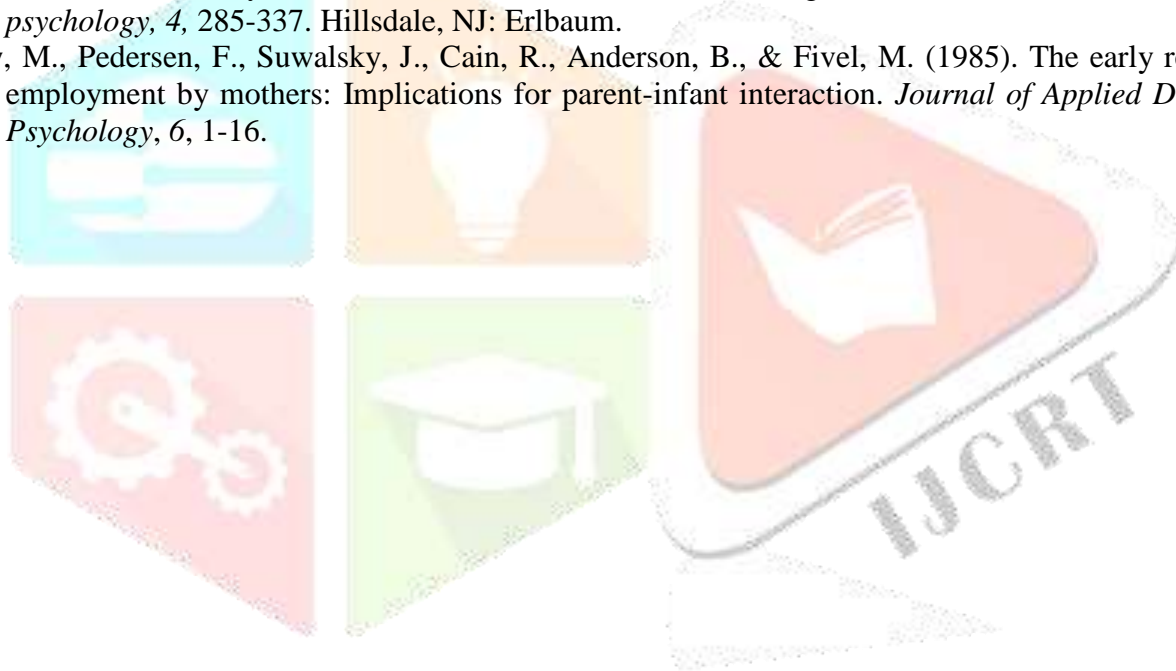 psychology, 4, 285-337. Hillsdale, NJ: Erlbaum.
M., Pedersen, F., Suwalsky, J., Cain, R., Anderson, B., & Fivel, M. (1985). The early
employment by mothers: Implications for parent-infant interaction. Journal of Applied
Psychology, 6, 1-16.
IJCRT